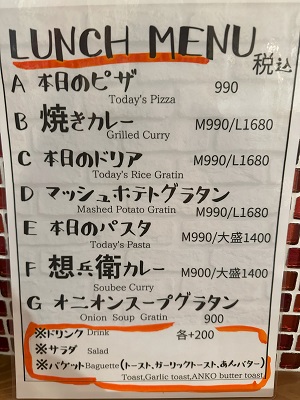 LUNCH MENU 税込
A 本日のピザ 990
Today's Pizza
B 焼きカレー M990/L1680
Grilled Curry
C 本日のドリア M990/L1680
Today's Rice Gratin
D マッシュポテトグラタン
Mashed Potato Gratin M990/L1680
E 本日のパスタ M990/大盛1400
Today's Pasta
F 想兵衛カレー M900/大盛1400
Soubee Curry
G オニオンスープグラタン
Onion Soup Gratin 900
※ドリンク Drink 各+200
※サラダ Salad
※バケット Baguette(トースト、ガーリックトースト、あんバター)
Toast,Garlic toast,ANKO butter toast